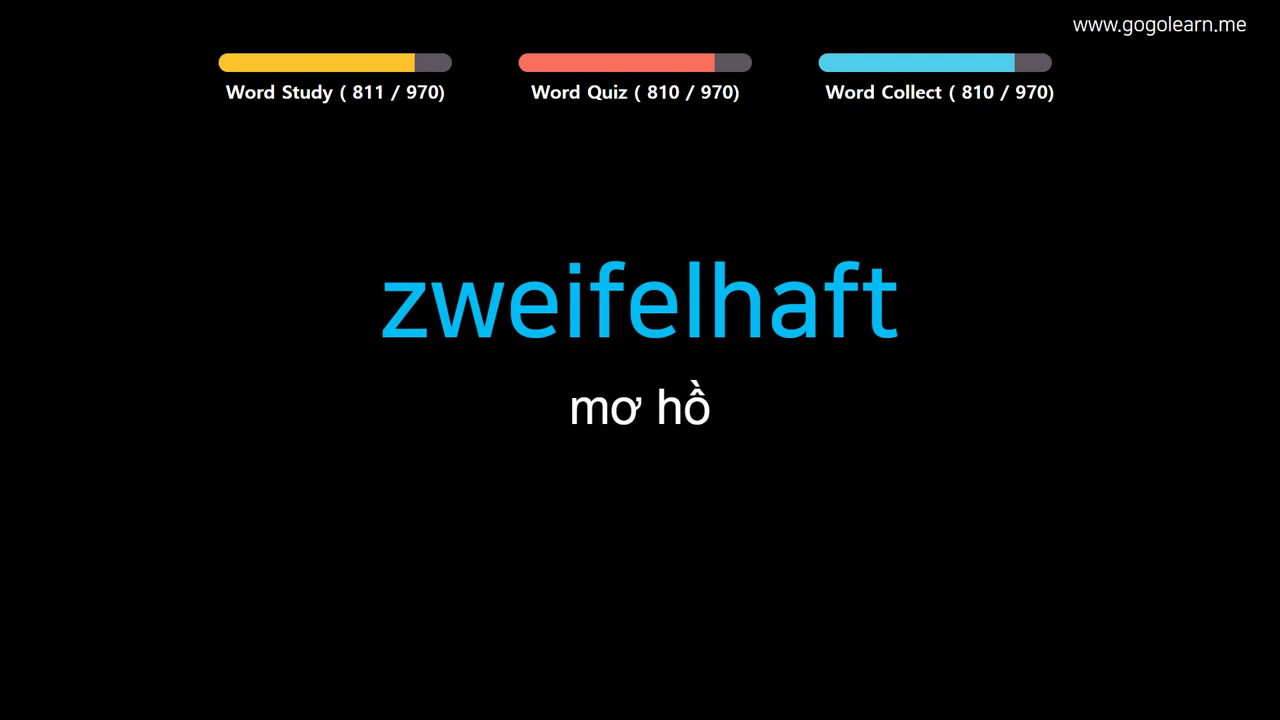 www.gogolearn.me
Word Study ( 811 / 970)
Word Quiz ( 810 / 970)
Word Collect ( 810 / 970)
zweifelhaft
mơ hồ